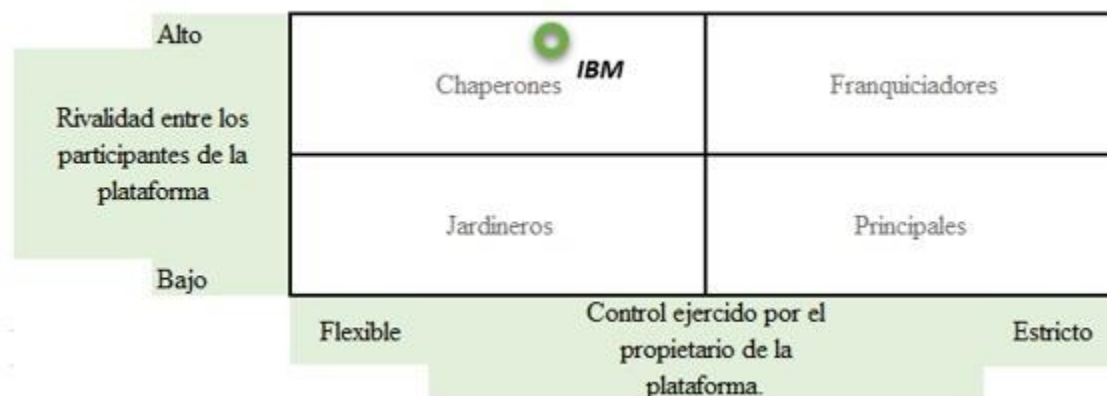 Alto
IBM
Chaperones
Franquiciadores
Rivalidad entre los
participantes de la
plataforma
Jardineros
Principales
Bajo
Flexible
Control ejercido por el
propietario de la
plataforma.
Estricto